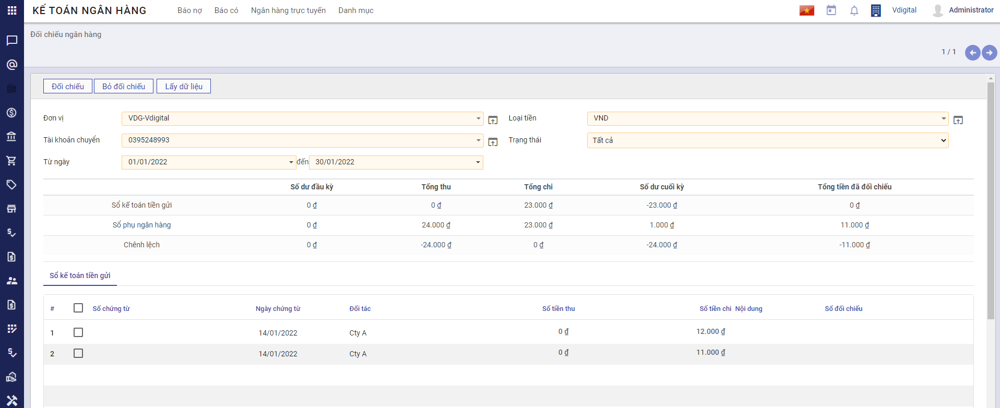 KẾ TOÁN NGÂN HÀNG Báo nợ Báo có Ngân hàng trực tuyến Danh mục Vdigital Administrator
Đối chiếu ngân hàng
1 / 1
Đối chiếu Bỏ đối chiếu Lấy dữ liệu
Đơn vị VDG-Vdigital Loại tiền VND
Tài khoản chuyển 0395248993 Trạng thái Tất cả
Từ ngày 01/01/2022 đến 30/01/2022
Số dư đầu kỳ Tổng thu Tổng chi Số dư cuối kỳ Tổng tiền đã đối chiếu
Sổ kế toán tiền gửi 0 ₫ 0 ₫ 23.000 ₫ -23.000 ₫ 0 ₫
Sổ phụ ngân hàng 0 ₫ 24.000 ₫ 23.000 ₫ 1.000 ₫ 11.000 ₫
Chênh lệch 0 ₫ -24.000 ₫ 0 ₫ -24.000 ₫ -11.000 ₫
Sổ kế toán tiền gửi
# Số chứng từ Ngày chứng từ Đối tác Số tiền thu Số tiền chi Nội dung Số đối chiếu
1 14/01/2022 Cty A 0 ₫ 12.000 ₫
2 14/01/2022 Cty A 0 ₫ 11.000 ₫